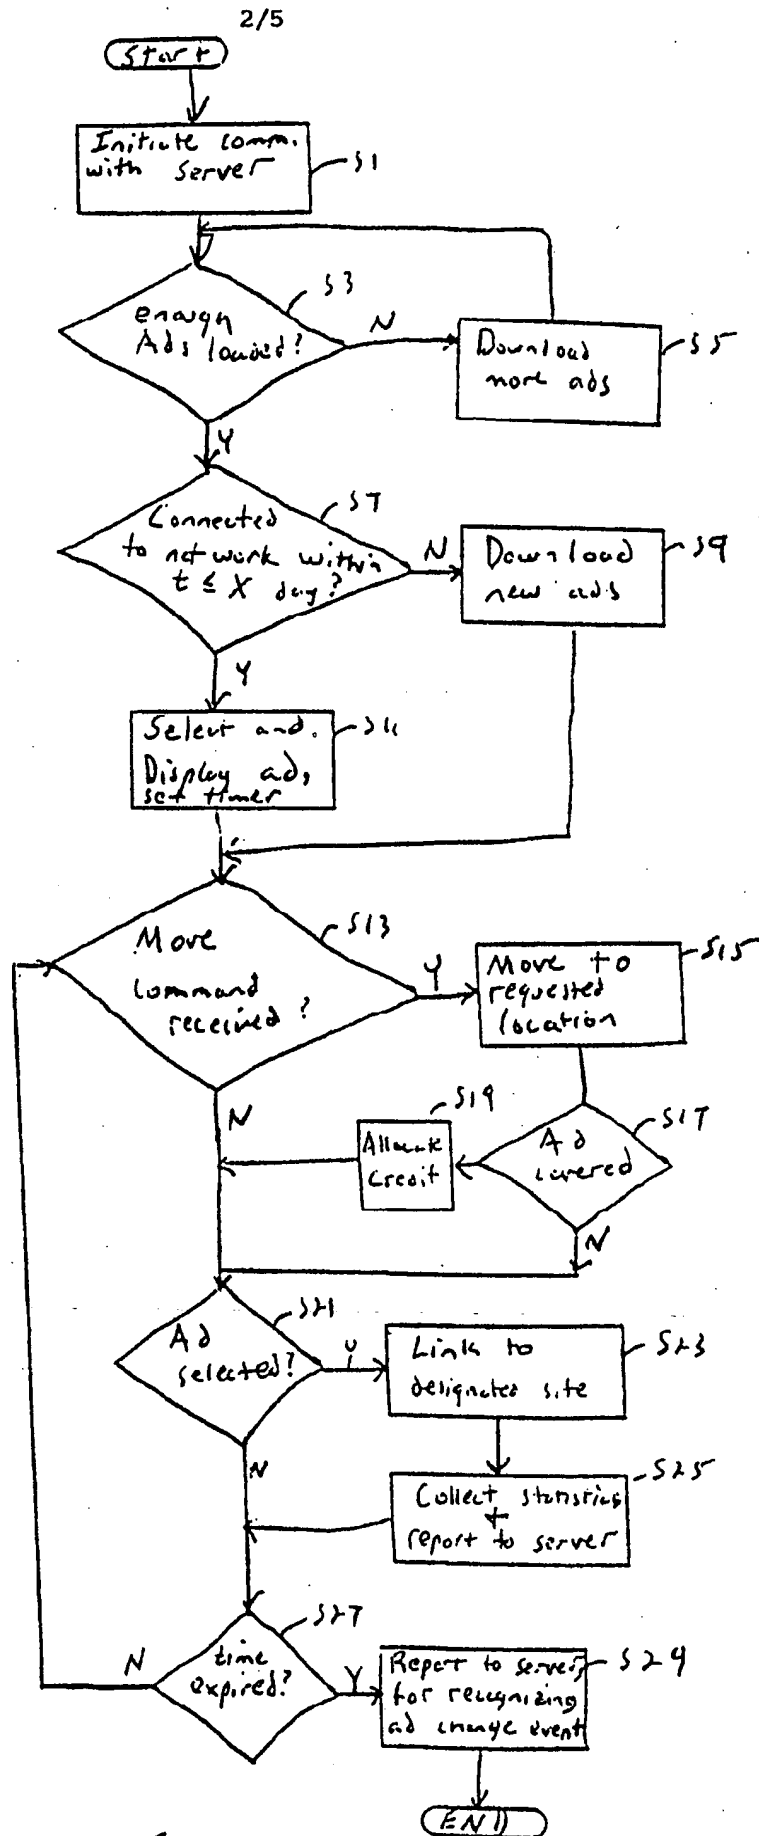 2/5
Start
Initiate comm.
with server
S1
S3
enough
Ads loaded?
N
Download
more ads
S5
Y
S7
Connected
to network within
t ≤ X day?
N
Download
new ads
S9
Y
Select and
Display ad,
set timer
S11
S13
Move
command
received?
Y
Move to
requested
location
S15
N
S19
Allocate
Credit
S17
Ad
covered
N
S21
Ad
selected?
Y
Link to
designated site
S23
N
Collect statistics
+
report to server
S25
S27
time
expired?
N
Y
Report to server
for recognizing
ad change event
S29
END